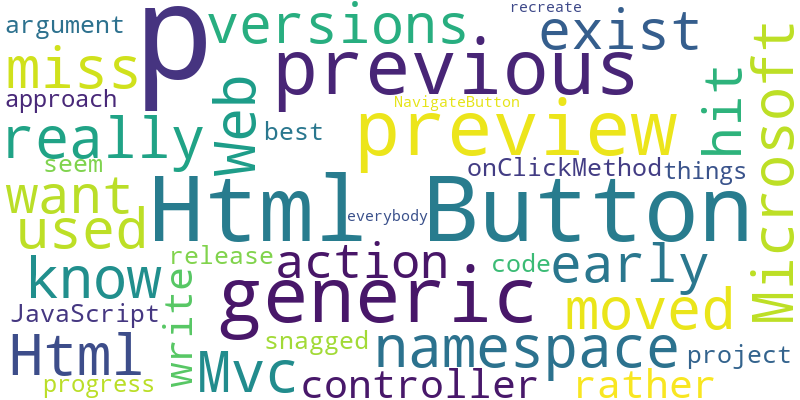 recreate
argument
p
versions
exist
miss
previous
Microsoft
approach
Web
NavigateButton
hit
really
best
preview
seem
onClickMethod
things
want
Html Button
used
everybody
release
action
code
early
know
write
generic
moved
JavaScript
snagged
namespace
Html
Mvc
project
progress
controller
rather